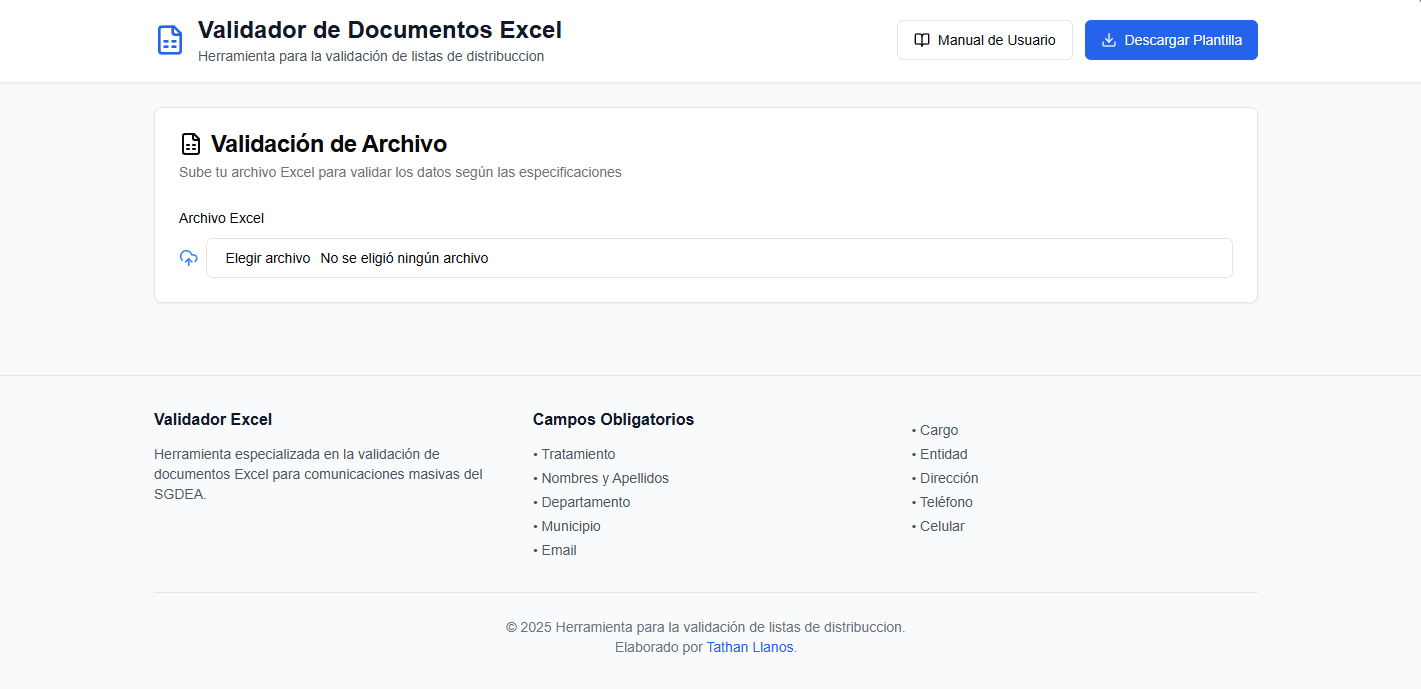 Validador de Documentos Excel
Herramienta para la validación de listas de distribuccion
Manual de Usuario
Descargar Plantilla
Validación de Archivo
Sube tu archivo Excel para validar los datos según las especificaciones
Archivo Excel
Elegir archivo No se eligió ningún archivo
Validador Excel
Herramienta especializada en la validación de
documentos Excel para comunicaciones masivas del
SGDEA.
Campos Obligatorios
• Tratamiento
• Nombres y Apellidos
• Departamento
• Municipio
• Email
• Cargo
• Entidad
• Dirección
• Teléfono
• Celular
© 2025 Herramienta para la validación de listas de distribuccion.
Elaborado por Tathan Llanos.